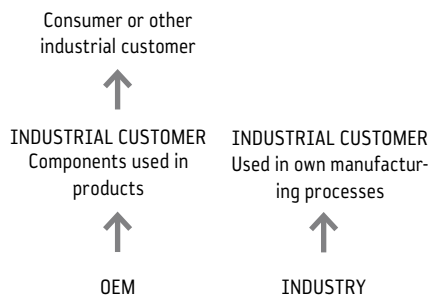 Consumer or other
industrial customer
INDUSTRIAL CUSTOMER
Components used in
products
OEM
INDUSTRIAL CUSTOMER
Used in own manufactur-
ing processes
INDUSTRY